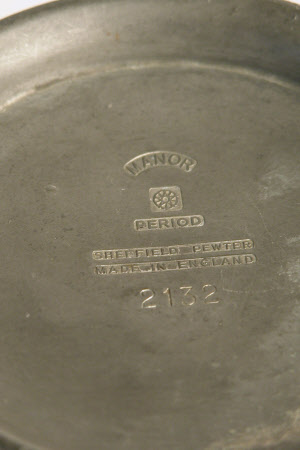 MANOR
PERIOD
SHEFFIELD PEWTER
MADE IN ENGLAND
2132